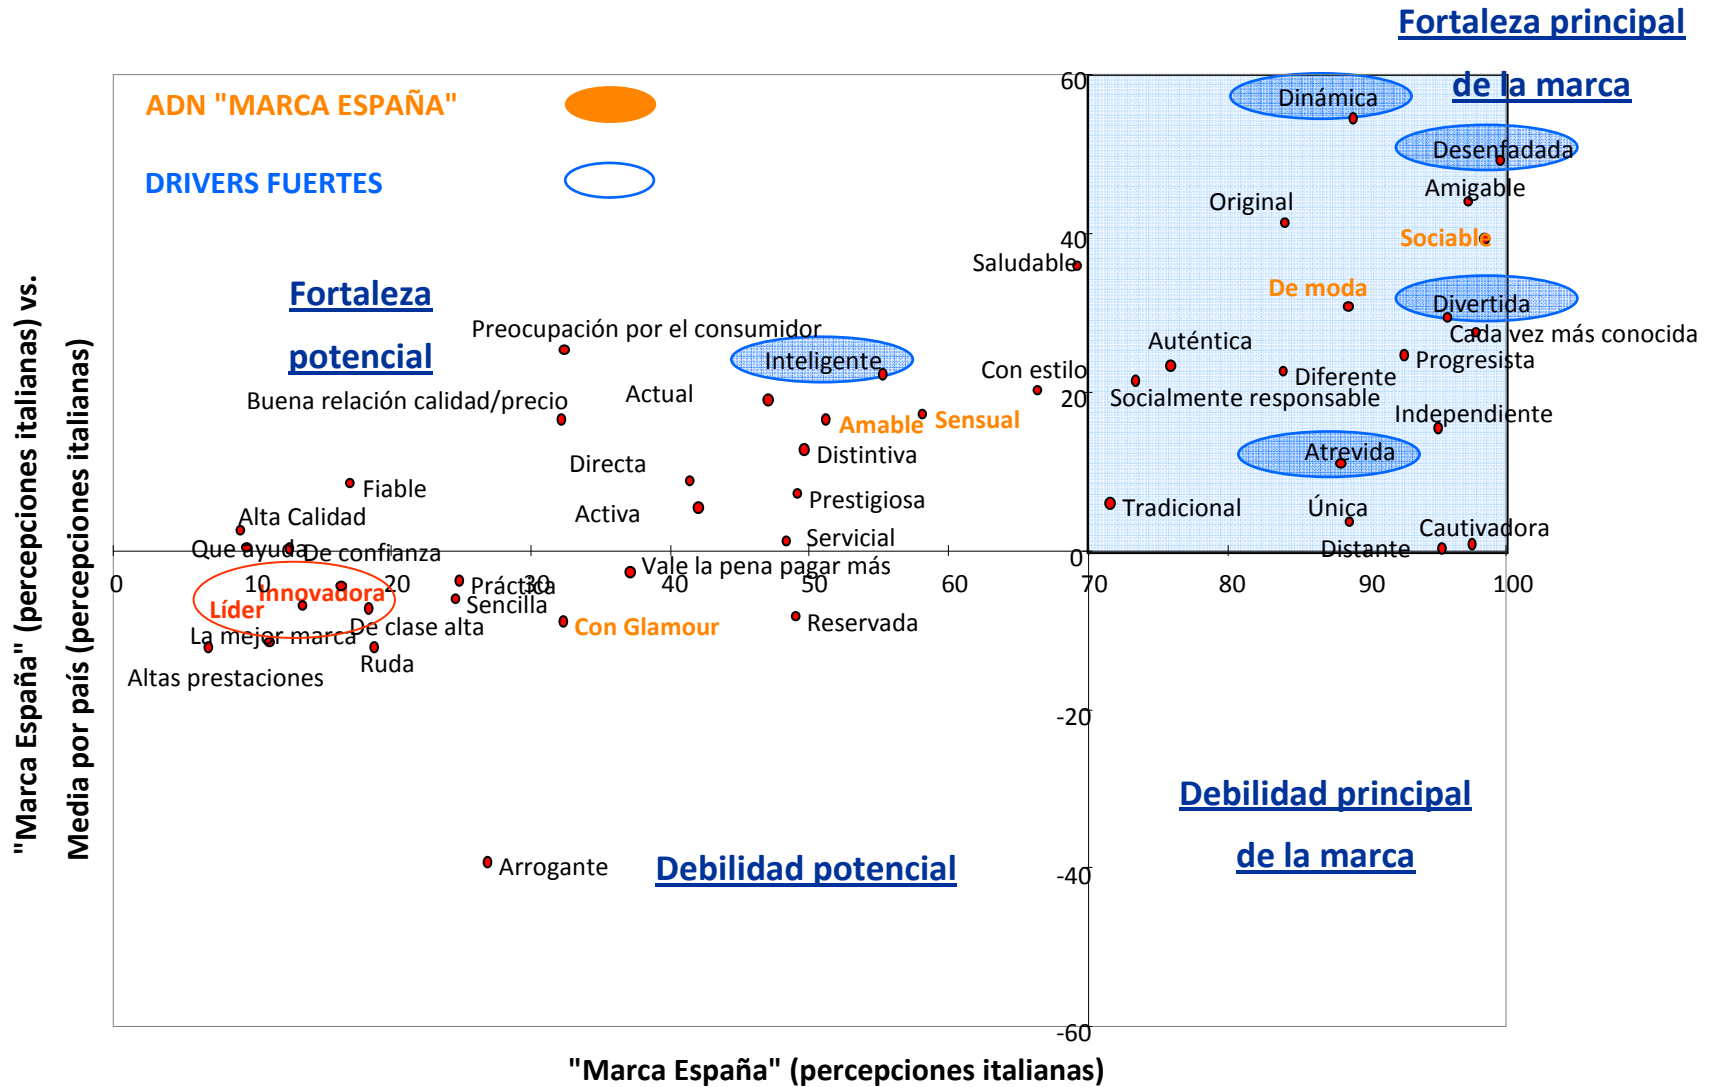 Fortaleza principal
de la marca
60
ADN "MARCA ESPAÑA"
Dinámica
DRIVERS FUERTES
Desenfadada
Amigable
Original
40
Sociable
Saludable
Fortaleza
potencial
De moda
Divertida
Preocupación por el consumidor
Cada vez más conocida
Auténtica
Inteligente
Progresista
Con estilo
Diferente
Actual
20
Socialmente responsable
Buena relación calidad/precio
Independiente
Amable
Sensual
Distintiva
Atrevida
Directa
Fiable
Prestigiosa
Tradicional
Única
Activa
Alta Calidad
Cautivadora
Servicial
Que ayuda
De confianza
0
Distante
Vale la pena pagar más
0
10
20
30
40
50
60
70
80
90
100
Práctica
Innovadora
Sencilla
Líder
De clase alta
Con Glamour
Reservada
La mejor marca
Ruda
Altas prestaciones
-20
Debilidad principal
de la marca
Arrogante
Debilidad potencial
-40
-60
"Marca España" (percepciones italianas) vs.
Media por país (percepciones italianas)
"Marca España" (percepciones italianas)